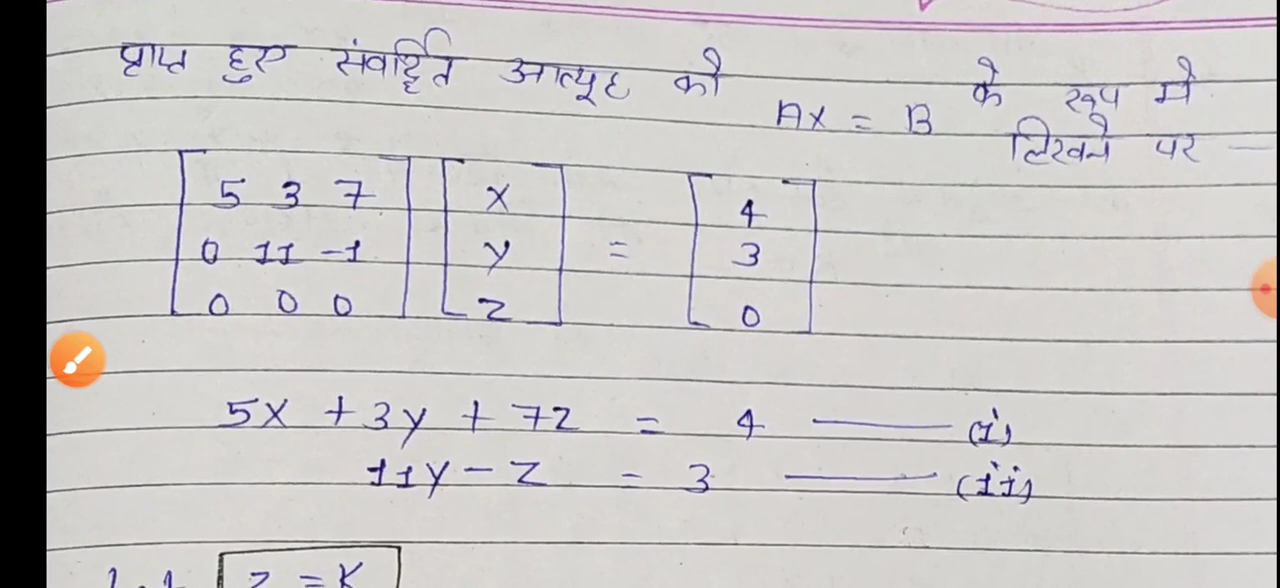 प्राप्त हुए संवर्द्धित आव्यूह को AX = B के रूप मे
लिखने पर —
[5 3 7] [x] = [4]
[0 11 -1] [y] = [3]
[0 0 0] [z] = [0]
5x + 3y + 7z = 4 —— (i)
11y - z = 3 —— (ii)
z = K